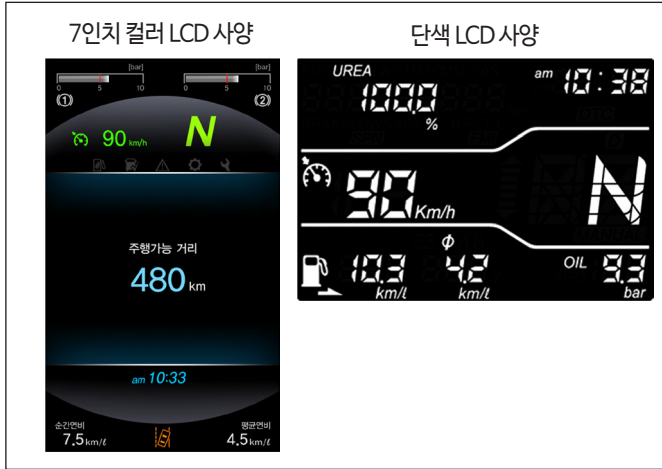 7인치 컬러 LCD 사양
[bar]
0 5 10
(1)
[bar]
0 5 10
(2)
90 km/h
N
주행가능 거리
480 km
am 10:33
순간연비
7.5 km/ℓ
평균연비
4.5 km/ℓ
단색 LCD 사양
UREA
100.0
%
am 10:38
90 Km/h
N
10.3
km/ℓ
ϕ
4.2
km/ℓ
OIL 9.3
bar